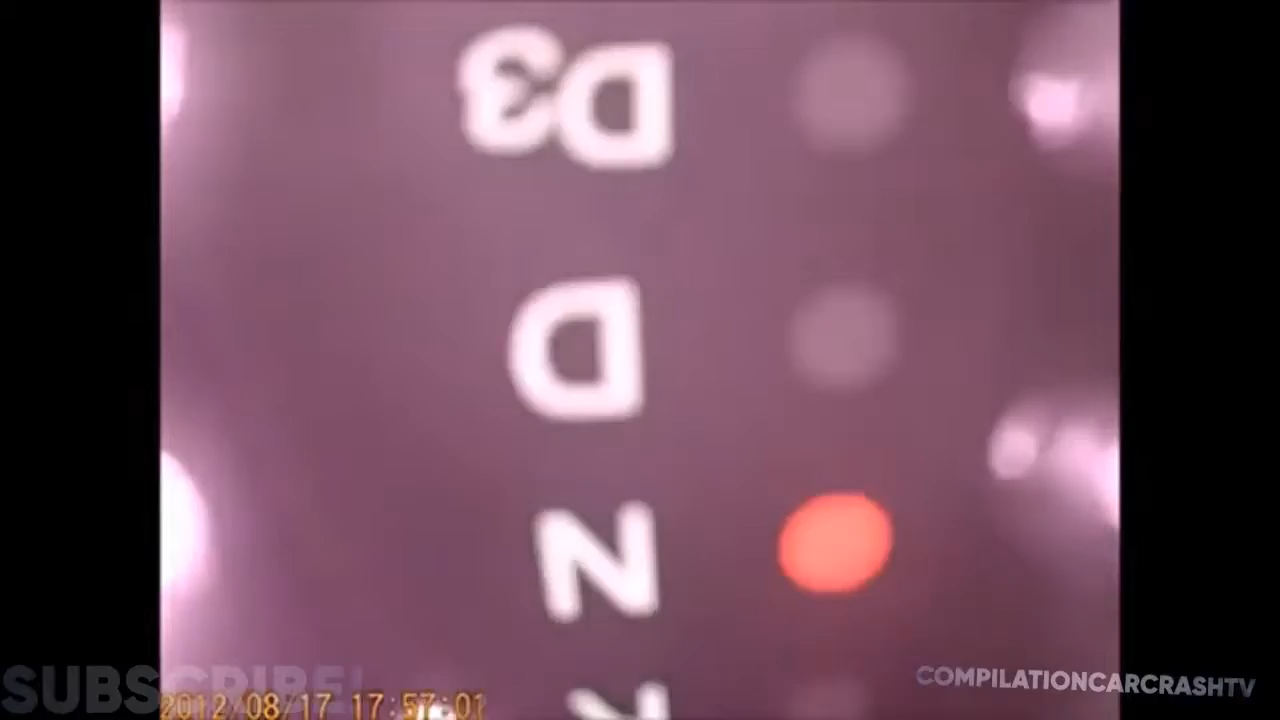 D3
D
N
SUBSCRIBE!
2012/08/17 17:57:01
COMPILATIONCARCRASHTV